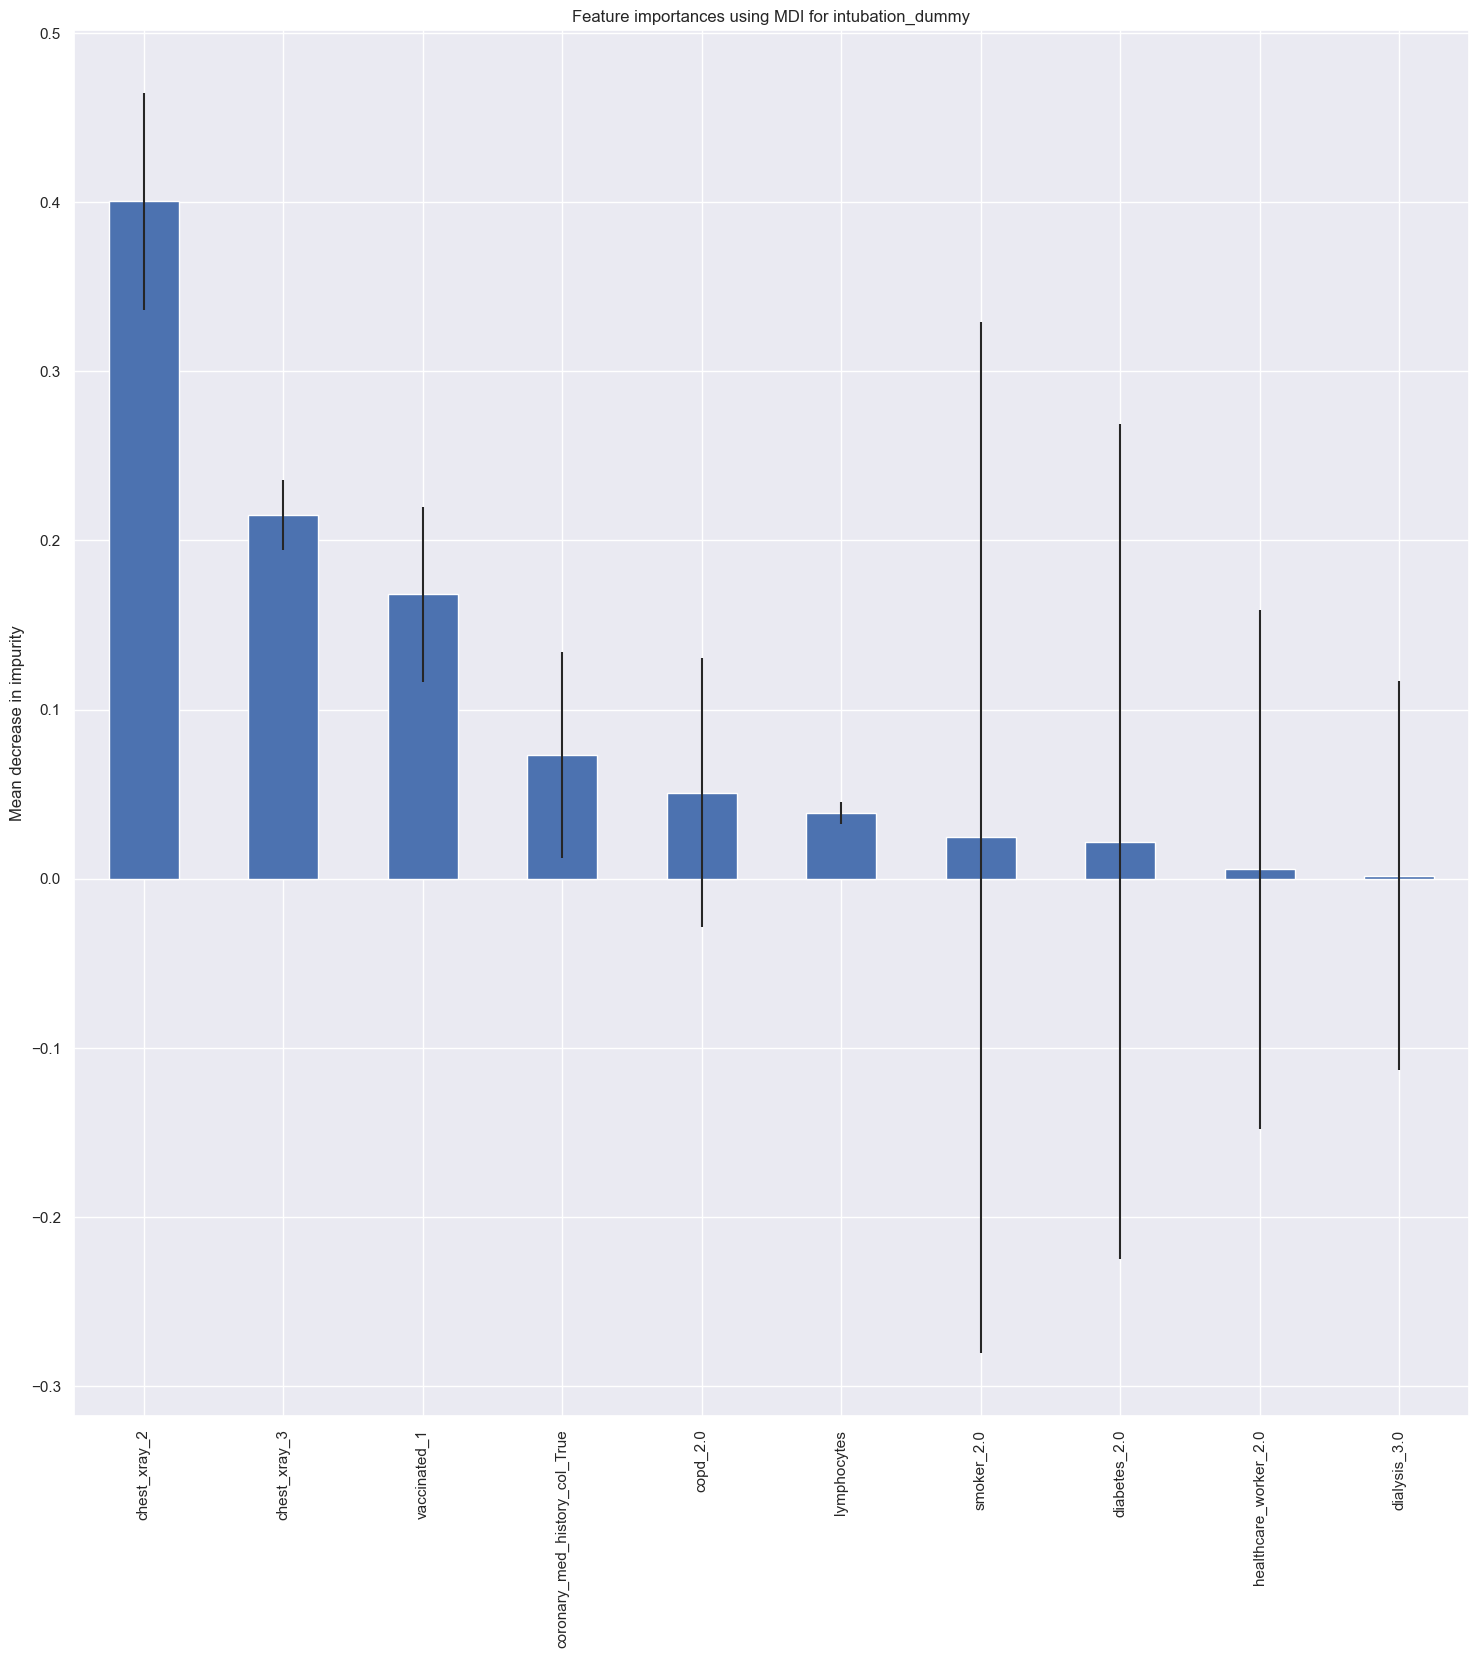 Feature importances using MDI for intubation_dummy
Mean decrease in impurity
0.5
0.4
0.3
0.2
0.1
0.0
−0.1
−0.2
−0.3
chest_xray_2
chest_xray_3
vaccinated_1
coronary_med_history_col_True
copd_2.0
lymphocytes
smoker_2.0
diabetes_2.0
healthcare_worker_2.0
dialysis_3.0